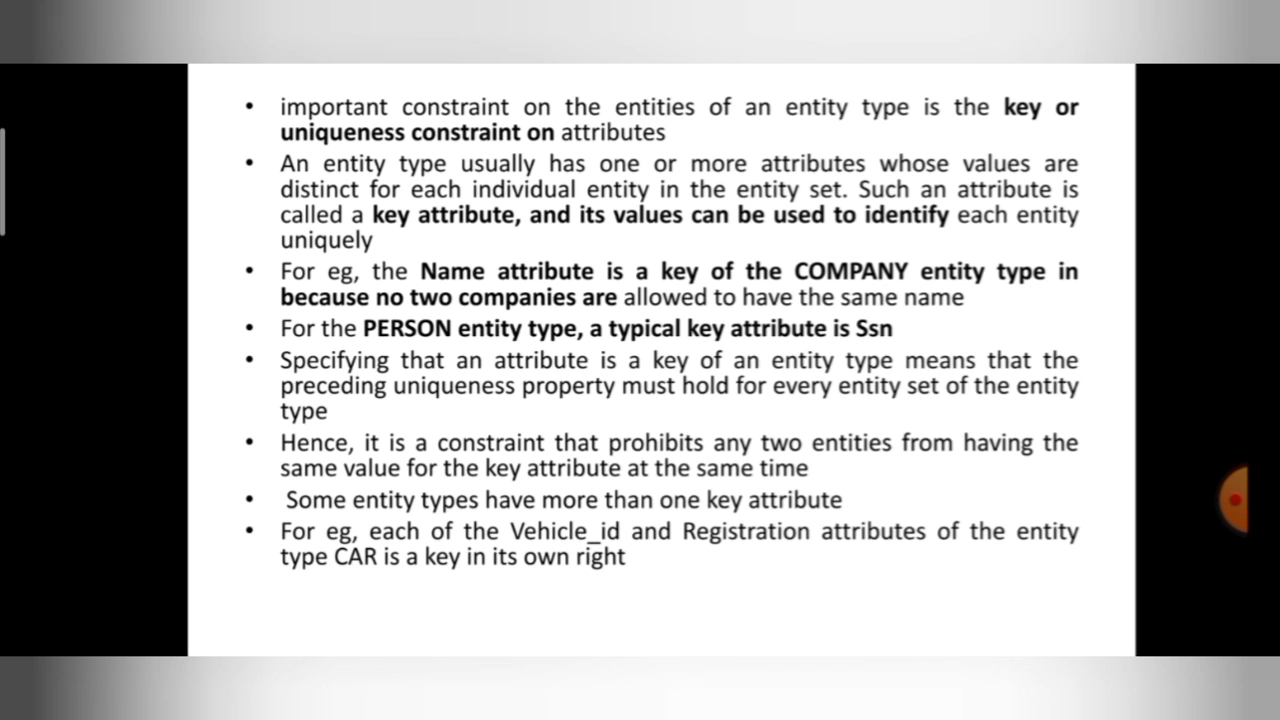 • important constraint on the entities of an entity type is the key or
uniqueness constraint on attributes
• An entity type usually has one or more attributes whose values are
distinct for each individual entity in the entity set. Such an attribute is
called a key attribute, and its values can be used to identify each entity
uniquely
• For eg, the Name attribute is a key of the COMPANY entity type in
because no two companies are allowed to have the same name
• For the PERSON entity type, a typical key attribute is Ssn
• Specifying that an attribute is a key of an entity type means that the
preceding uniqueness property must hold for every entity set of the entity
type
• Hence, it is a constraint that prohibits any two entities from having the
same value for the key attribute at the same time
• Some entity types have more than one key attribute
• For eg, each of the Vehicle_id and Registration attributes of the entity
type CAR is a key in its own right